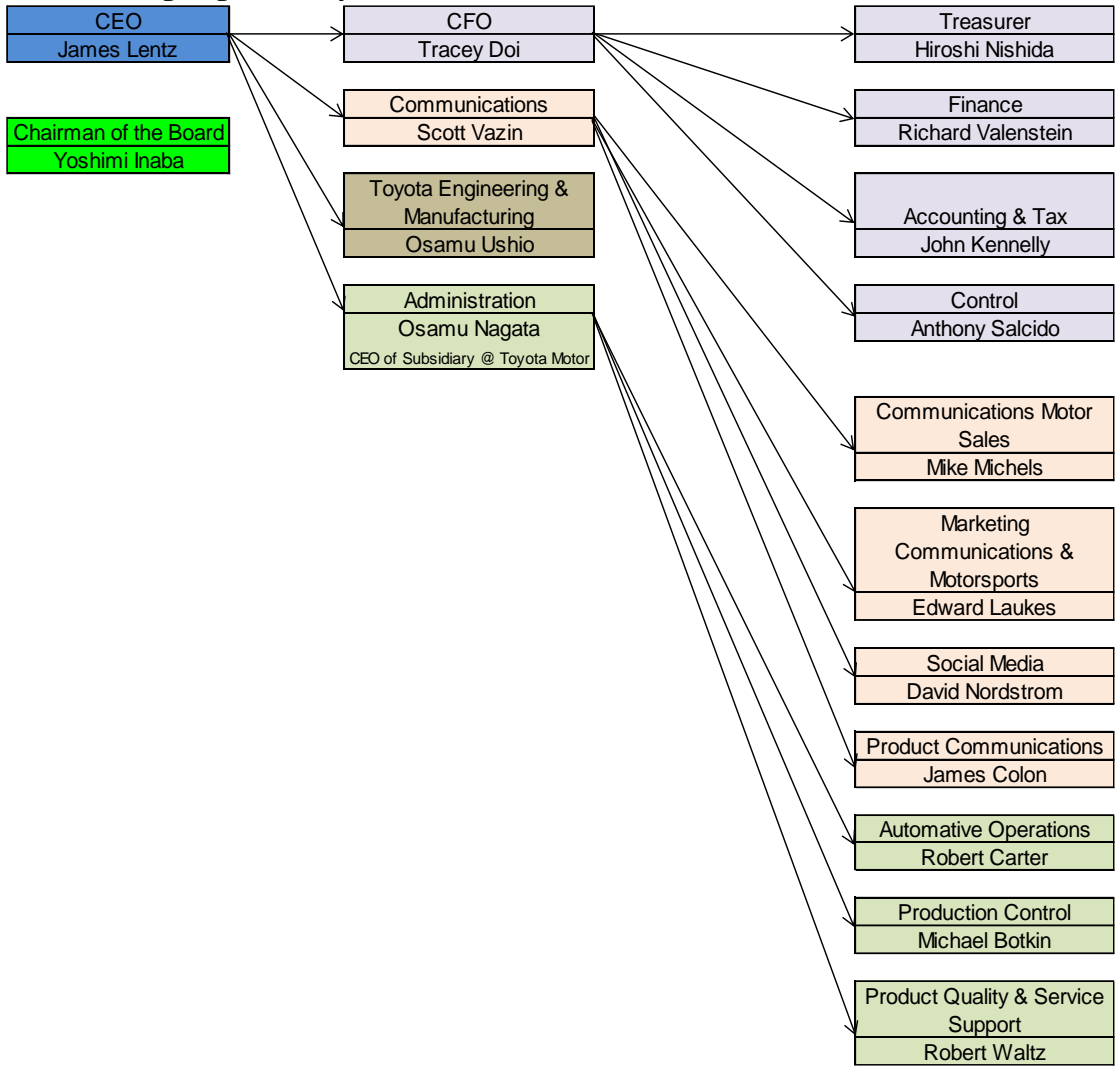 CEO
James Lentz
Chairman of the Board
Yoshimi Inaba
CFO
Tracey Doi
Communications
Scott Vazin
Toyota Engineering &
Manufacturing
Osamu Ushio
Administration
Osamu Nagata
CEO of Subsidiary @ Toyota Motor
Treasurer
Hiroshi Nishida
Finance
Richard Valenstein
Accounting & Tax
John Kennelly
Control
Anthony Salcido
Communications Motor
Sales
Mike Michels
Marketing
Communications &
Motorsports
Edward Laukes
Social Media
David Nordstrom
Product Communications
James Colon
Automative Operations
Robert Carter
Production Control
Michael Botkin
Product Quality & Service
Support
Robert Waltz